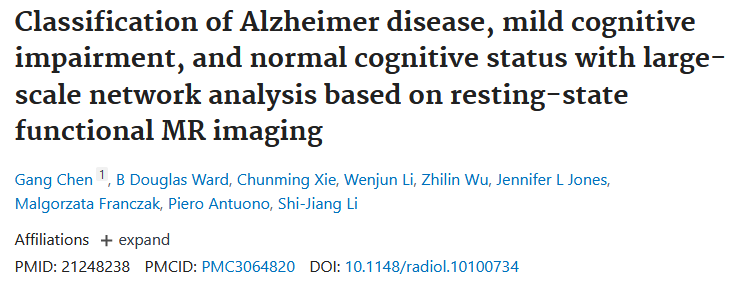 Classification of Alzheimer disease, mild cognitive
impairment, and normal cognitive status with large-
scale network analysis based on resting-state
functional MR imaging
Gang Chen 1, B Douglas Ward, Chunming Xie, Wenjun Li, Zhilin Wu, Jennifer L Jones,
Malgorzata Franczak, Piero Antuono, Shi-Jiang Li
Affiliations + expand
PMID: 21248238 PMCID: PMC3064820 DOI: 10.1148/radiol.10100734